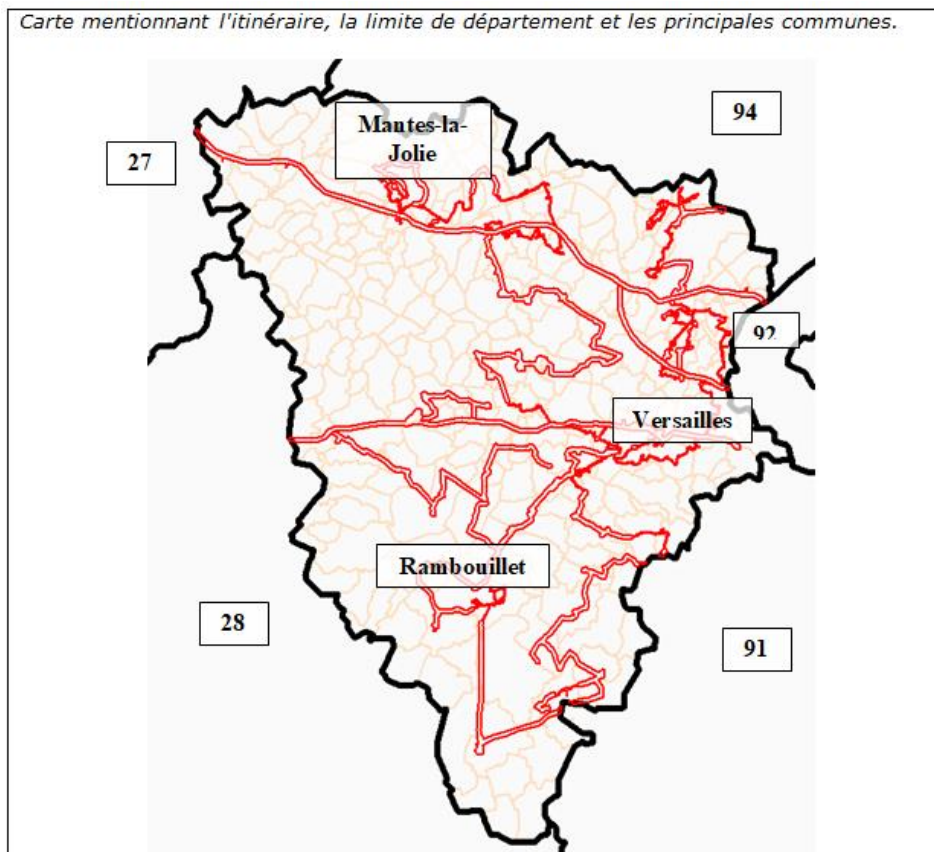 Carte mentionnant l'itinéraire, la limite de département et les principales communes.
94
Mantes-la-
Jolie
27
92
Versailles
Rambouillet
28
91